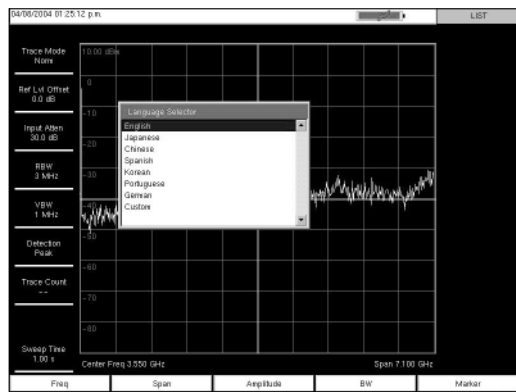 04/08/2004 01:25:12 p.m.
LIST
Trace Mode
Norm
Ref Lvl Offset
0.0 dB
Input Atten
30.0 dB
RBW
3 MHz
VBW
1 MHz
Detection
Peak
Trace Count
--
Sweep Time
1.00 s
10.00 dBm
0
-10
-20
-30
-40
-50
-60
-70
-80
Language Selector
English
Japanese
Chinese
Spanish
Korean
Portuguese
German
Custom
Center Freq 3.550 GHz
Span 7.100 GHz
Freq
Span
Amplitude
BW
Marker